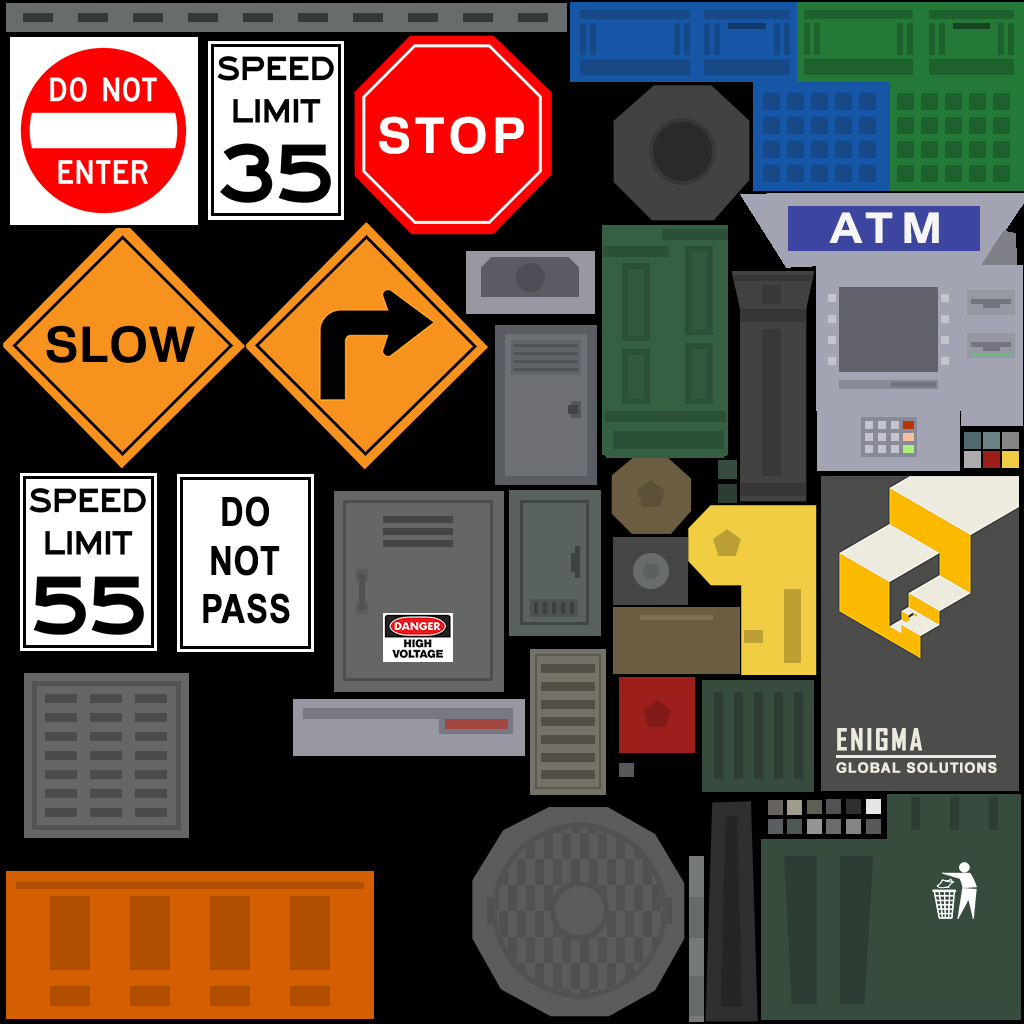 DO NOT
ENTER
SPEED
LIMIT
35
STOP
ATM
SLOW
SPEED
LIMIT
55
DO
NOT
PASS
DANGER
HIGH
VOLTAGE
ENIGMA
GLOBAL SOLUTIONS